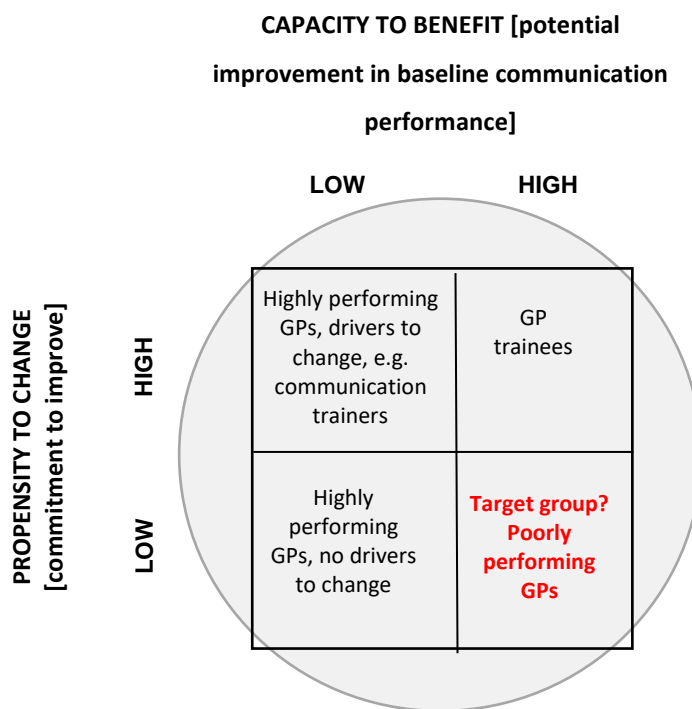 CAPACITY TO BENEFIT [potential
improvement in baseline communication
performance]
LOW
HIGH
PROPENSITY TO CHANGE
[commitment to improve]
HIGH
Highly performing
GPs, drivers to
change, e.g.
communication
trainers
GP
trainees
LOW
Highly
performing
GPs, no drivers
to change
Target group?
Poorly
performing
GPs